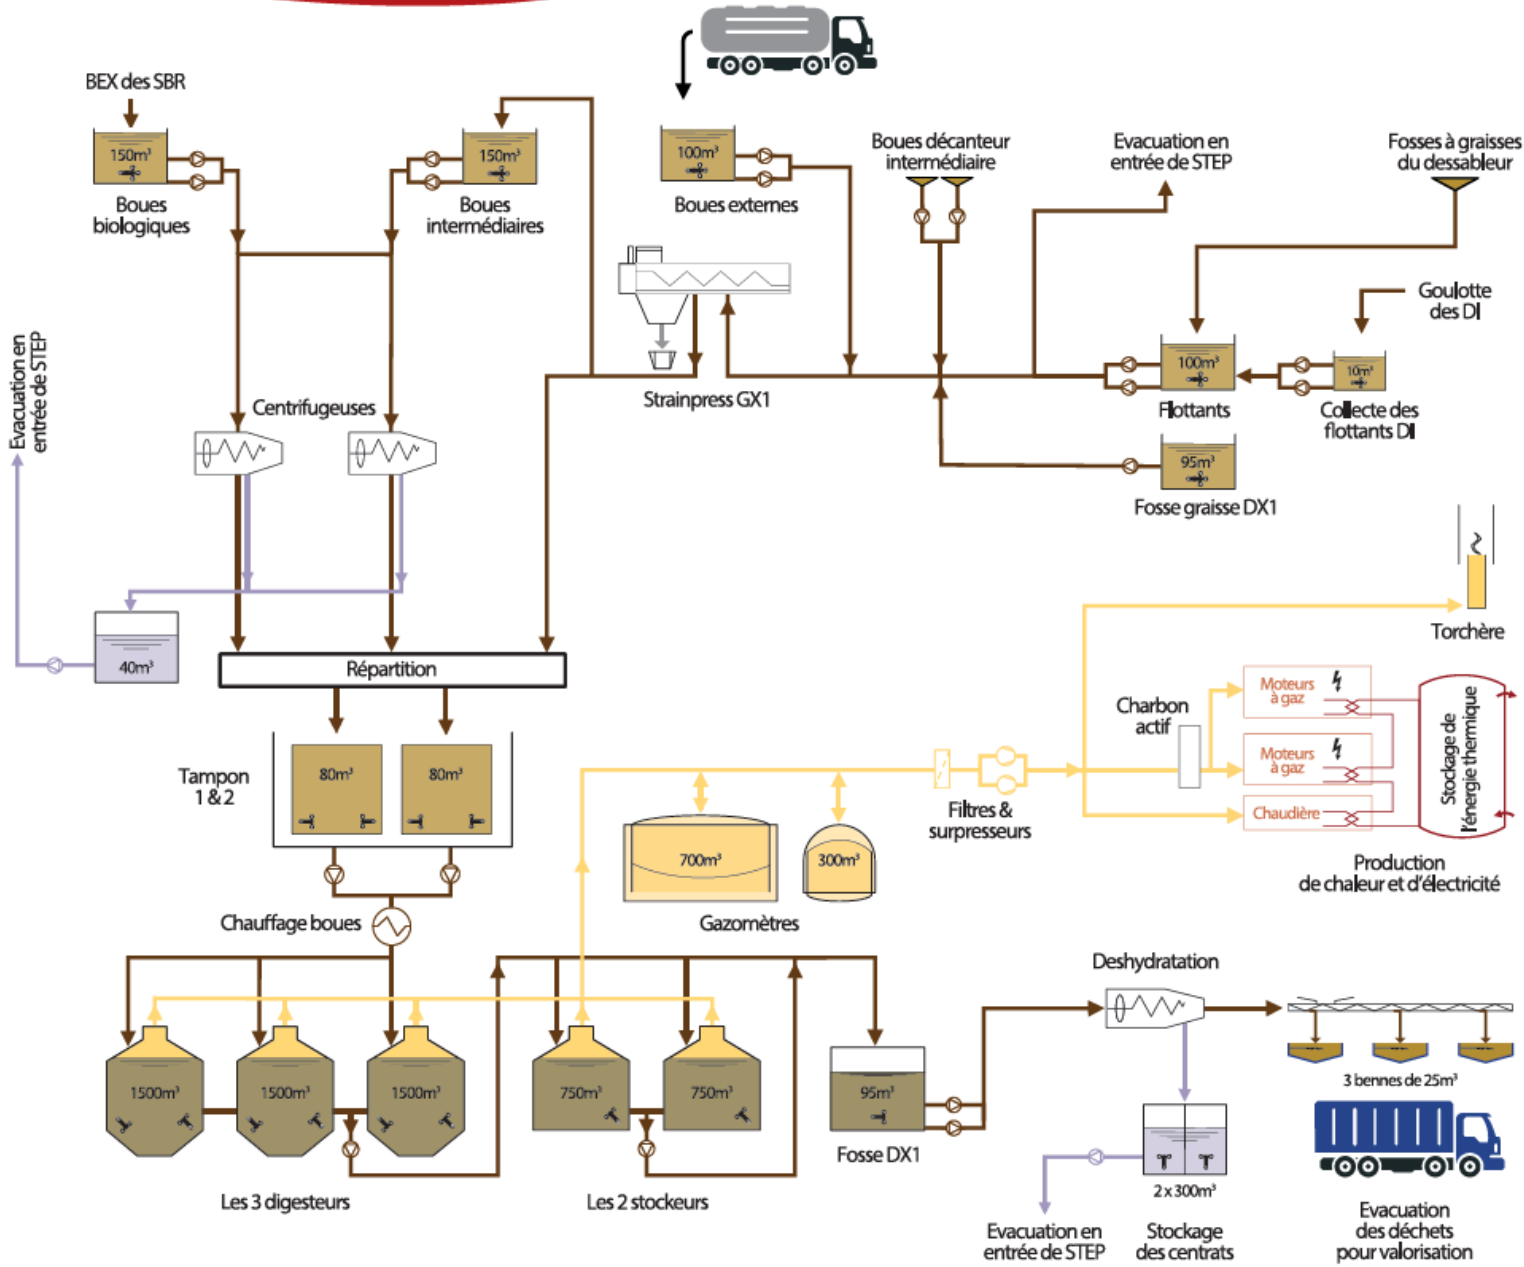 BEX des SBR
150m³
Boues
biologiques
150m³
Boues
intermédiaires
100m³
Boues externes
Boues décanteur
intermédiaire
Evacuation en
entrée de STEP
Fosses à graisses
du dessableur
Goulotte
des DI
100m³
Flottants
10m³
Collecte des
flottants DI
95m³
Fosse graisse DX1
Strainpress GX1
Evacuation en
entrée de STEP
Centrifugeuses
40m³
Répartition
Tampon
1 & 2
80m³
80m³
Chauffage boues
1500m³
1500m³
1500m³
Les 3 digesteurs
750m³
750m³
Les 2 stockeurs
700m³
300m³
Gazomètres
Filtres &
surpresseurs
Charbon
actif
Torchère
Moteurs
à gaz
Moteurs
à gaz
Chaudière
Stockage de
l'énergie thermique
Production
de chaleur et d'électricité
95m³
Fosse DX1
Deshydratation
3 bennes de 25m³
2 x 300m³
Stockage
des centrats
Evacuation en
entrée de STEP
Evacuation
des déchets
pour valorisation